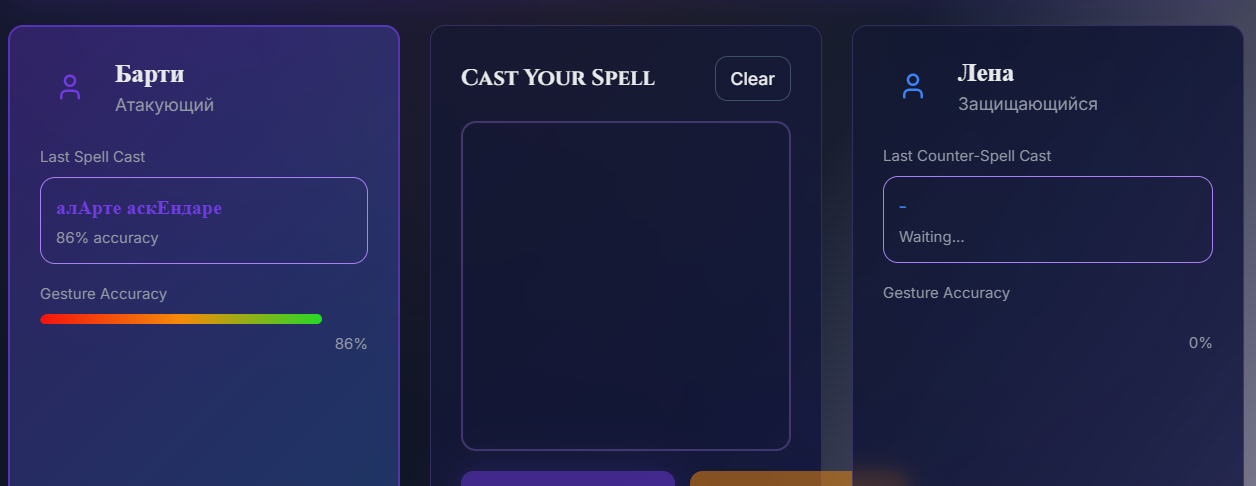 Барти
Атакующий
Last Spell Cast
алАрте аскЕндаре
86% accuracy
Gesture Accuracy
86%
Cast Your Spell
Clear
Лена
Защищающийся
Last Counter-Spell Cast
-
Waiting...
Gesture Accuracy
0%